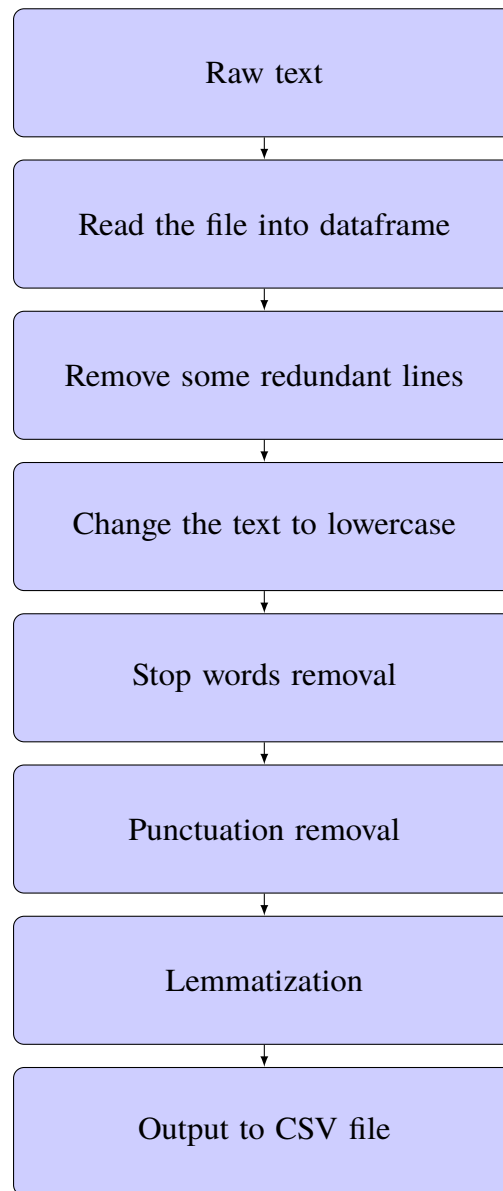 Raw text
Read the file into dataframe
Remove some redundant lines
Change the text to lowercase
Stop words removal
Punctuation removal
Lemmatization
Output to CSV file